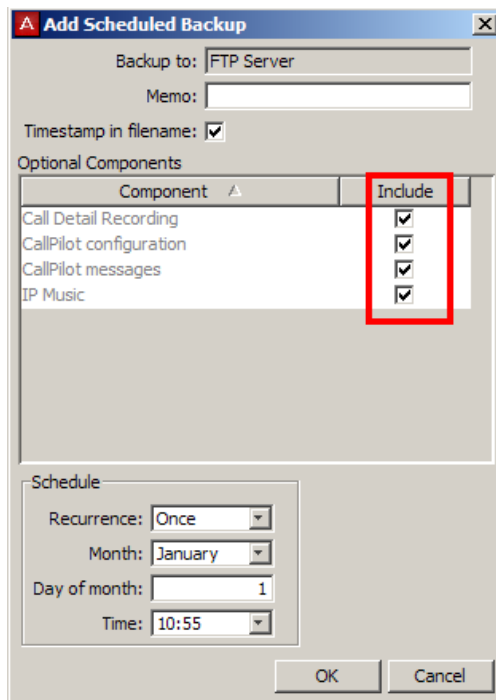 A Add Scheduled Backup
Backup to: FTP Server
Memo:
Timestamp in filename:
Optional Components
Component Include
Call Detail Recording
CallPilot configuration
CallPilot messages
IP Music
Schedule
Recurrence: Once
Month: January
Day of month: 1
Time: 10:55
OK Cancel